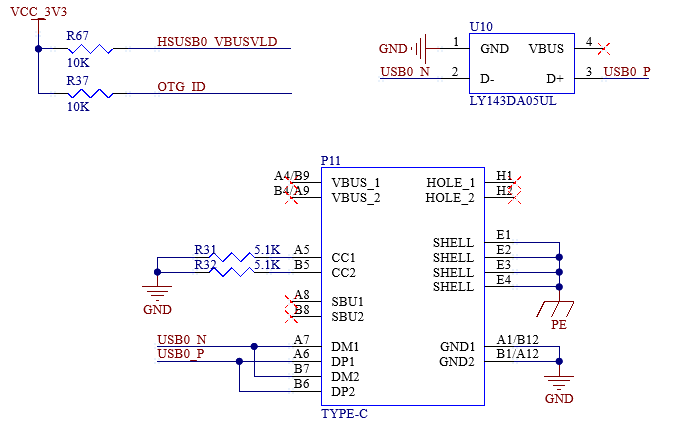 VCC_3V3
R67
HSUSB0_VBUSVLD
10K
R37
OTG_ID
10K
U10
GND
1
GND
VBUS
4
USB0_N
2
D-
D+
3
USB0_P
LY143DA05UL
P11
A4/B9
VBUS_1
HOLE_1
H1
B4/A9
VBUS_2
HOLE_2
H2
SHELL
E1
R31
5.1K
A5
CC1
SHELL
E2
R32
5.1K
B5
CC2
SHELL
E3
SHELL
E4
A8
SBU1
GND
B8
SBU2
PE
USB0_N
A7
DM1
GND1
A1/B12
USB0_P
A6
DP1
GND2
B1/A12
B7
DM2
B6
DP2
GND
TYPE-C